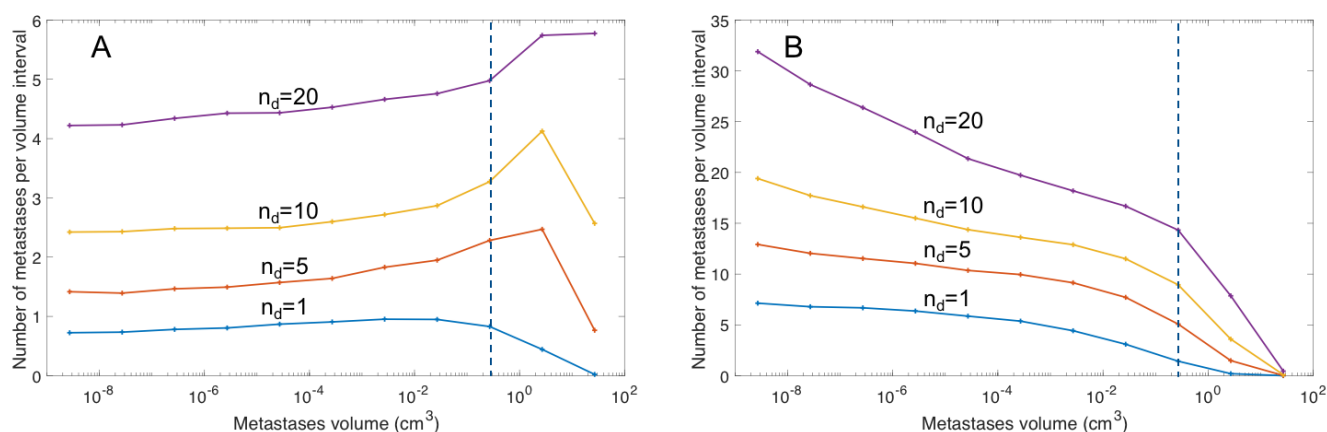 A
Number of metastases per volume interval
6
5
4
3
2
1
0
n_d=20
n_d=10
n_d=5
n_d=1
10^-8
10^-6
10^-4
10^-2
10^0
10^2
Metastases volume (cm^3)
B
Number of metastases per volume interval
35
30
25
20
15
10
5
0
n_d=20
n_d=10
n_d=5
n_d=1
10^-8
10^-6
10^-4
10^-2
10^0
10^2
Metastases volume (cm^3)